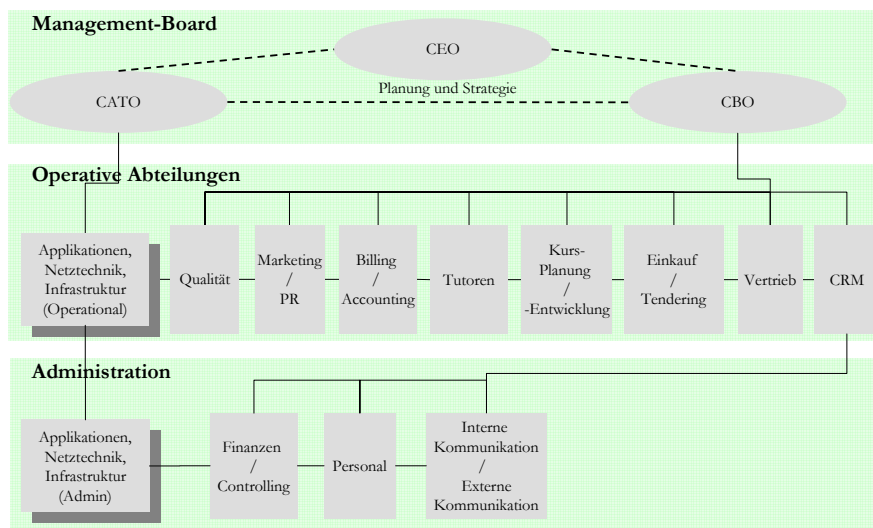 Management-Board
CEO
Planung und Strategie
CATO
CBO
Operative Abteilungen
Applikationen,
Netztechnik,
Infrastruktur
(Operational)
Qualität
Marketing
/
PR
Billing
/
Accounting
Tutoren
Kurs-
Planung
/
-Entwicklung
Einkauf
/
Tendering
Vertrieb
CRM
Administration
Applikationen,
Netztechnik,
Infrastruktur
(Admin)
Finanzen
/
Controlling
Personal
Interne
Kommunikation
/
Externe
Kommunikation